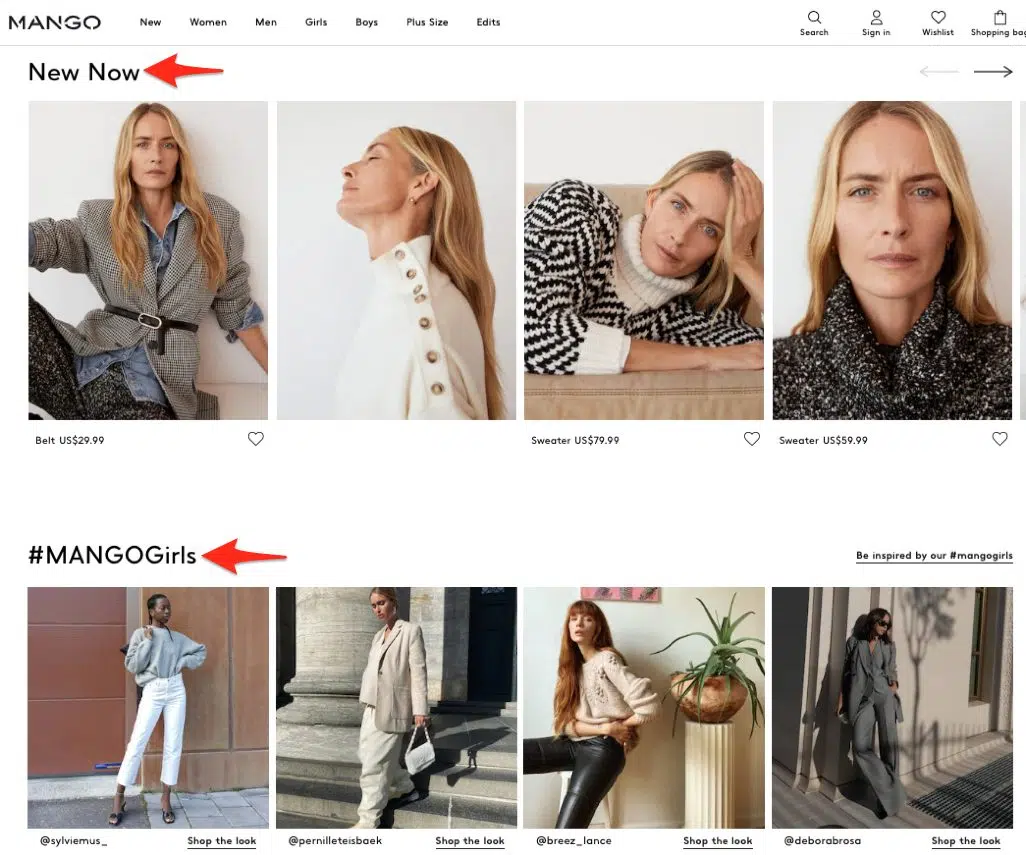 MANGO New Women Men Girls Boys Plus Size Edits Search Sign in Wishlist Shopping bag
New Now
Belt US$29.99 Sweater US$79.99 Sweater US$59.99
#MANGOGirls Be inspired by our #mangogirls
@sylviemus_ Shop the look @pernilleteisbaek Shop the look @breez_lance Shop the look @deborabrosa Shop the look